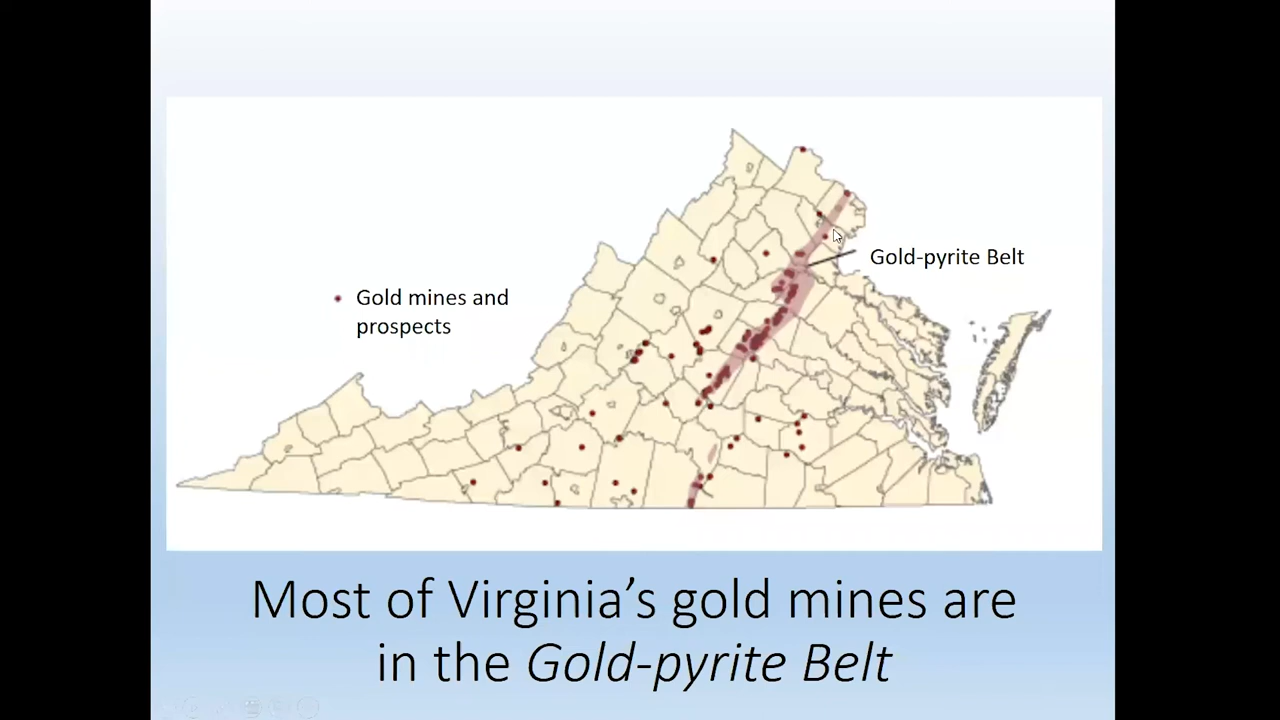 Gold-pyrite Belt
Gold mines and
prospects
Most of Virginia’s gold mines are
in the Gold-pyrite Belt